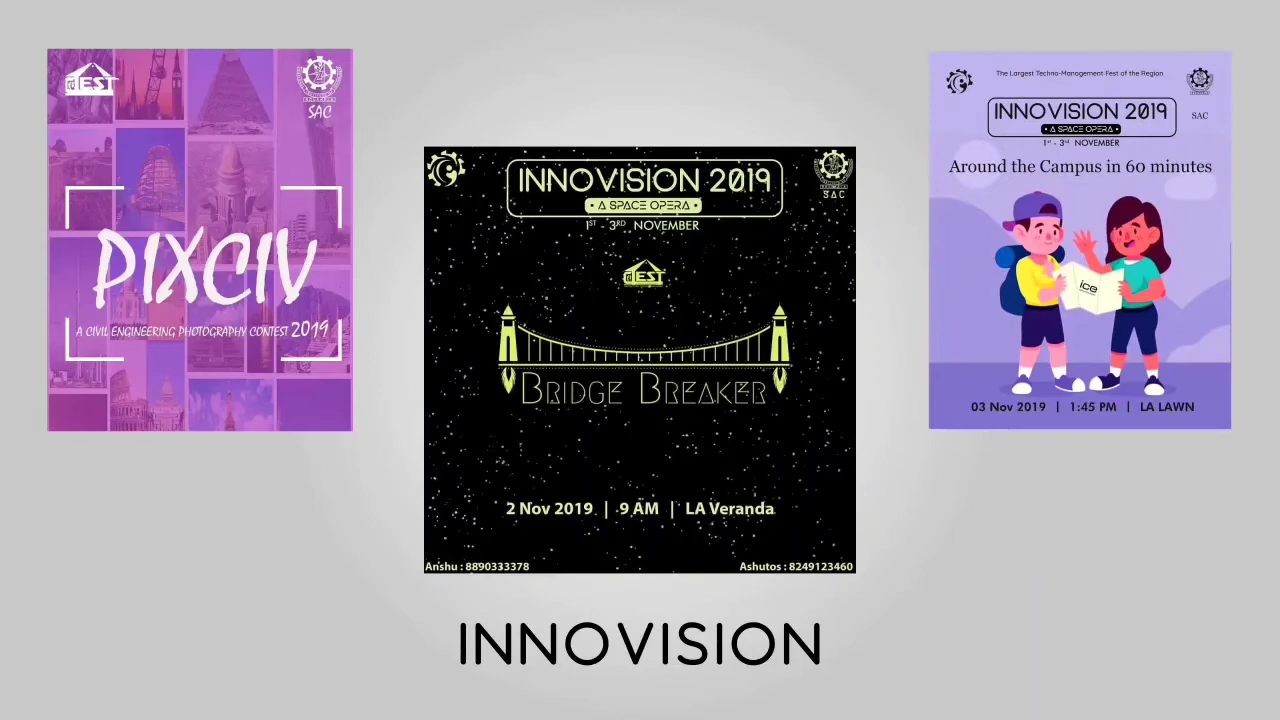 TEST
SAC
PIXCIV
A CIVIL ENGINEERING PHOTOGRAPHY CONTEST 2019
INNOVISION 2019
• A SPACE OPERA •
1ST - 3RD NOVEMBER
SAC
TEST
BRIDGE BREAKER
2 Nov 2019 | 9 AM | LA Veranda
Anshu : 8890333378
Ashutos : 8249123460
The Largest Techno-Management Fest of the Region
INNOVISION 2019
SAC
• A SPACE OPERA •
1st - 3rd NOVEMBER
Around the Campus in 60 minutes
ice
03 Nov 2019 | 1:45 PM | LA LAWN
INNOVISION